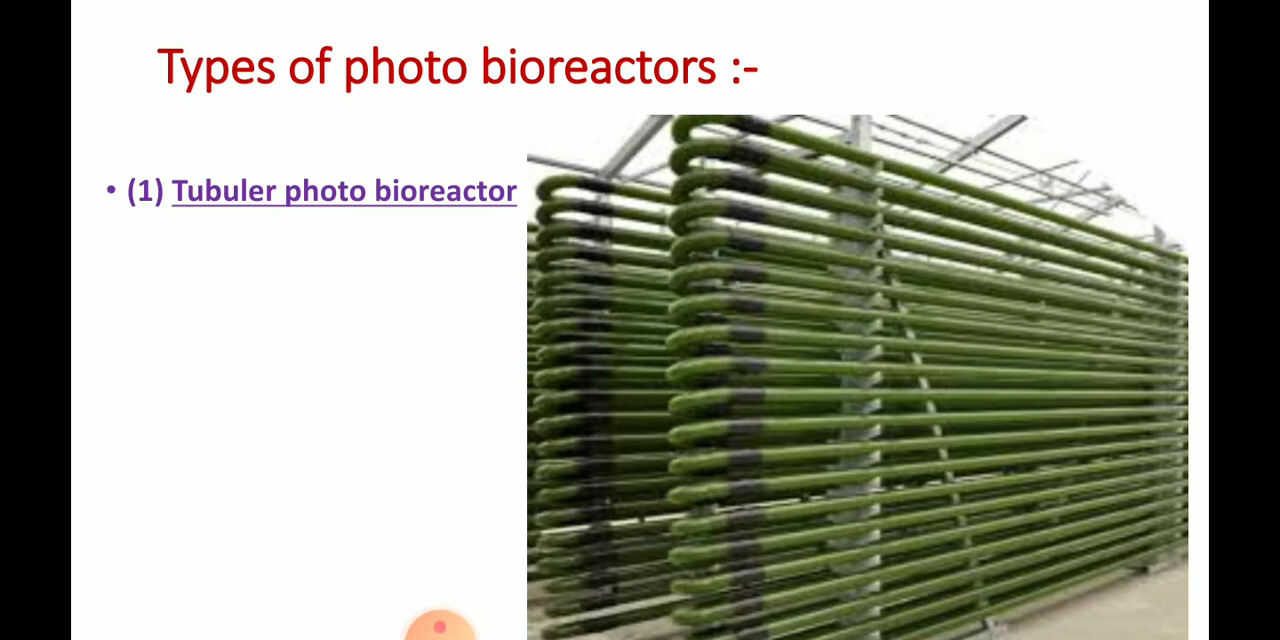 Types of photo bioreactors :-
• (1) Tubuler photo bioreactor